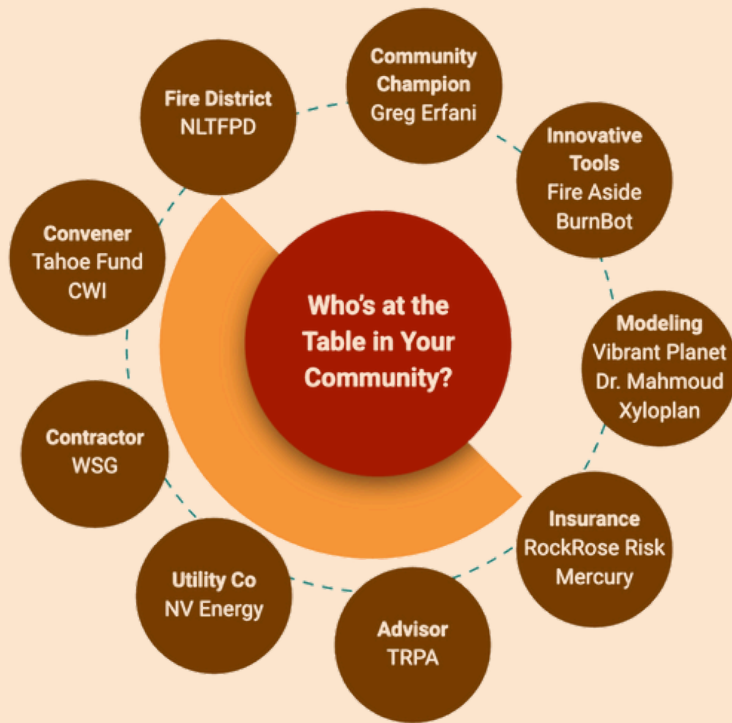 Community
Champion
Greg Erfani
Fire District
NLTFPD
Innovative
Tools
Fire Aside
BurnBot
Convener
Tahoe Fund
CWI
Who's at the
Table in Your
Community?
Modeling
Vibrant Planet
Dr. Mahmoud
Xyloplan
Contractor
WSG
Insurance
RockRose Risk
Mercury
Utility Co
NV Energy
Advisor
TRPA